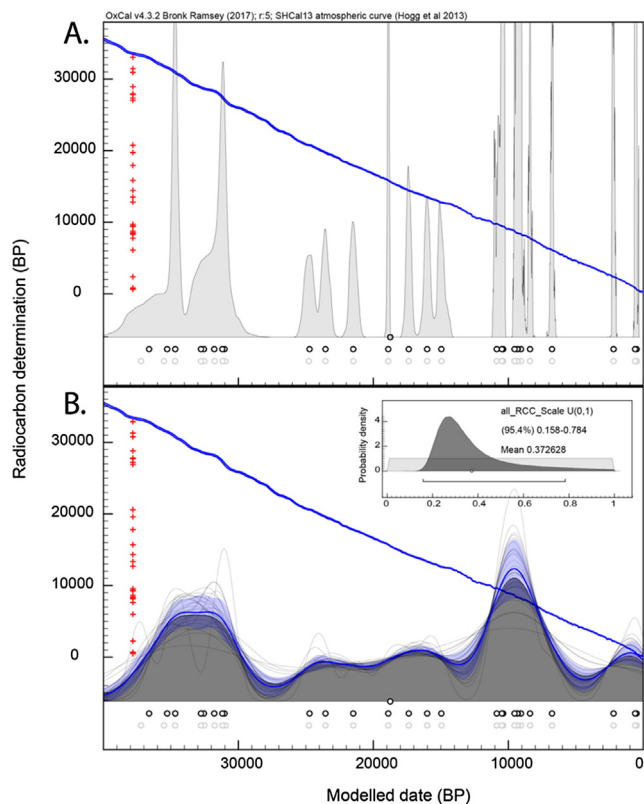 OxCal v4.3.2 Bronk Ramsey (2017); r:5; SHCal13 atmospheric curve (Hogg et al 2013)
A.
30000
20000
10000
0
Radiocarbon determination (BP)
B.
30000
20000
10000
0
Probability density
4
2
0
all_RCC_Scale U(0,1)
(95.4%) 0.158-0.784
Mean 0.372628
0 0.2 0.4 0.6 0.8 1
30000 20000 10000 0
Modelled date (BP)